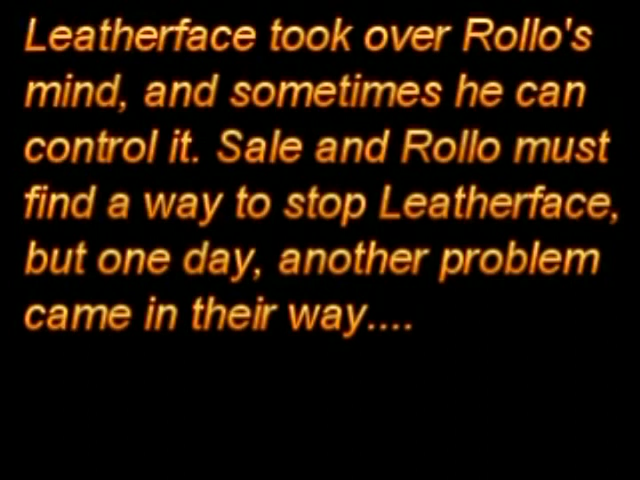 Leatherface took over Rollo's
mind, and sometimes he can
control it. Sale and Rollo must
find a way to stop Leatherface,
but one day, another problem
came in their way....